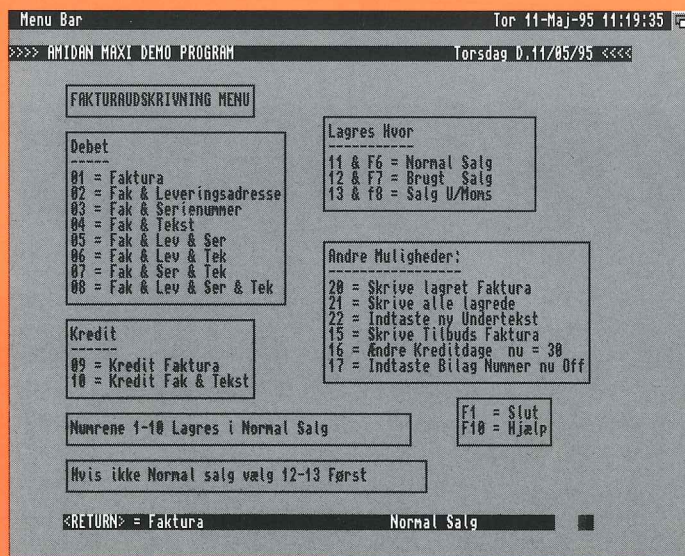 Menu Bar Tor 11-Maj-95 11:19:35
>>>> AMIDAN MAXI DEMO PROGRAM Torsdag D.11/05/95 <<<<
FAKTURAUDSKRIVNING MENU
Debet
-----
01 = Faktura
02 = Fak & Leveringsadresse
03 = Fak & Serienummer
04 = Fak & Tekst
05 = Fak & Lev & Ser
06 = Fak & Lev & Tek
07 = Fak & Ser & Tek
08 = Fak & Lev & Ser & Tek
Kredit
------
09 = Kredit Faktura
10 = Kredit Fak & Tekst
Lagres Hvor
-----------
11 & F6 = Normal Salg
12 & F7 = Brugt Salg
13 & f8 = Salg U/Moms
Andre Muligheder:
-----------------
20 = Skrive lagret Faktura
21 = Skrive alle lagrede
22 = Indtaste ny Undertekst
15 = Skrive Tilbuds Faktura
16 = Ændre Kreditdage nu = 30
17 = Indtaste Bilag Nummer nu Off
Numrene 1-10 Lagres i Normal Salg
F1 = Slut
F10 = Hjælp
Hvis ikke Normal salg vælg 12-13 Først
<RETURN> = Faktura Normal Salg